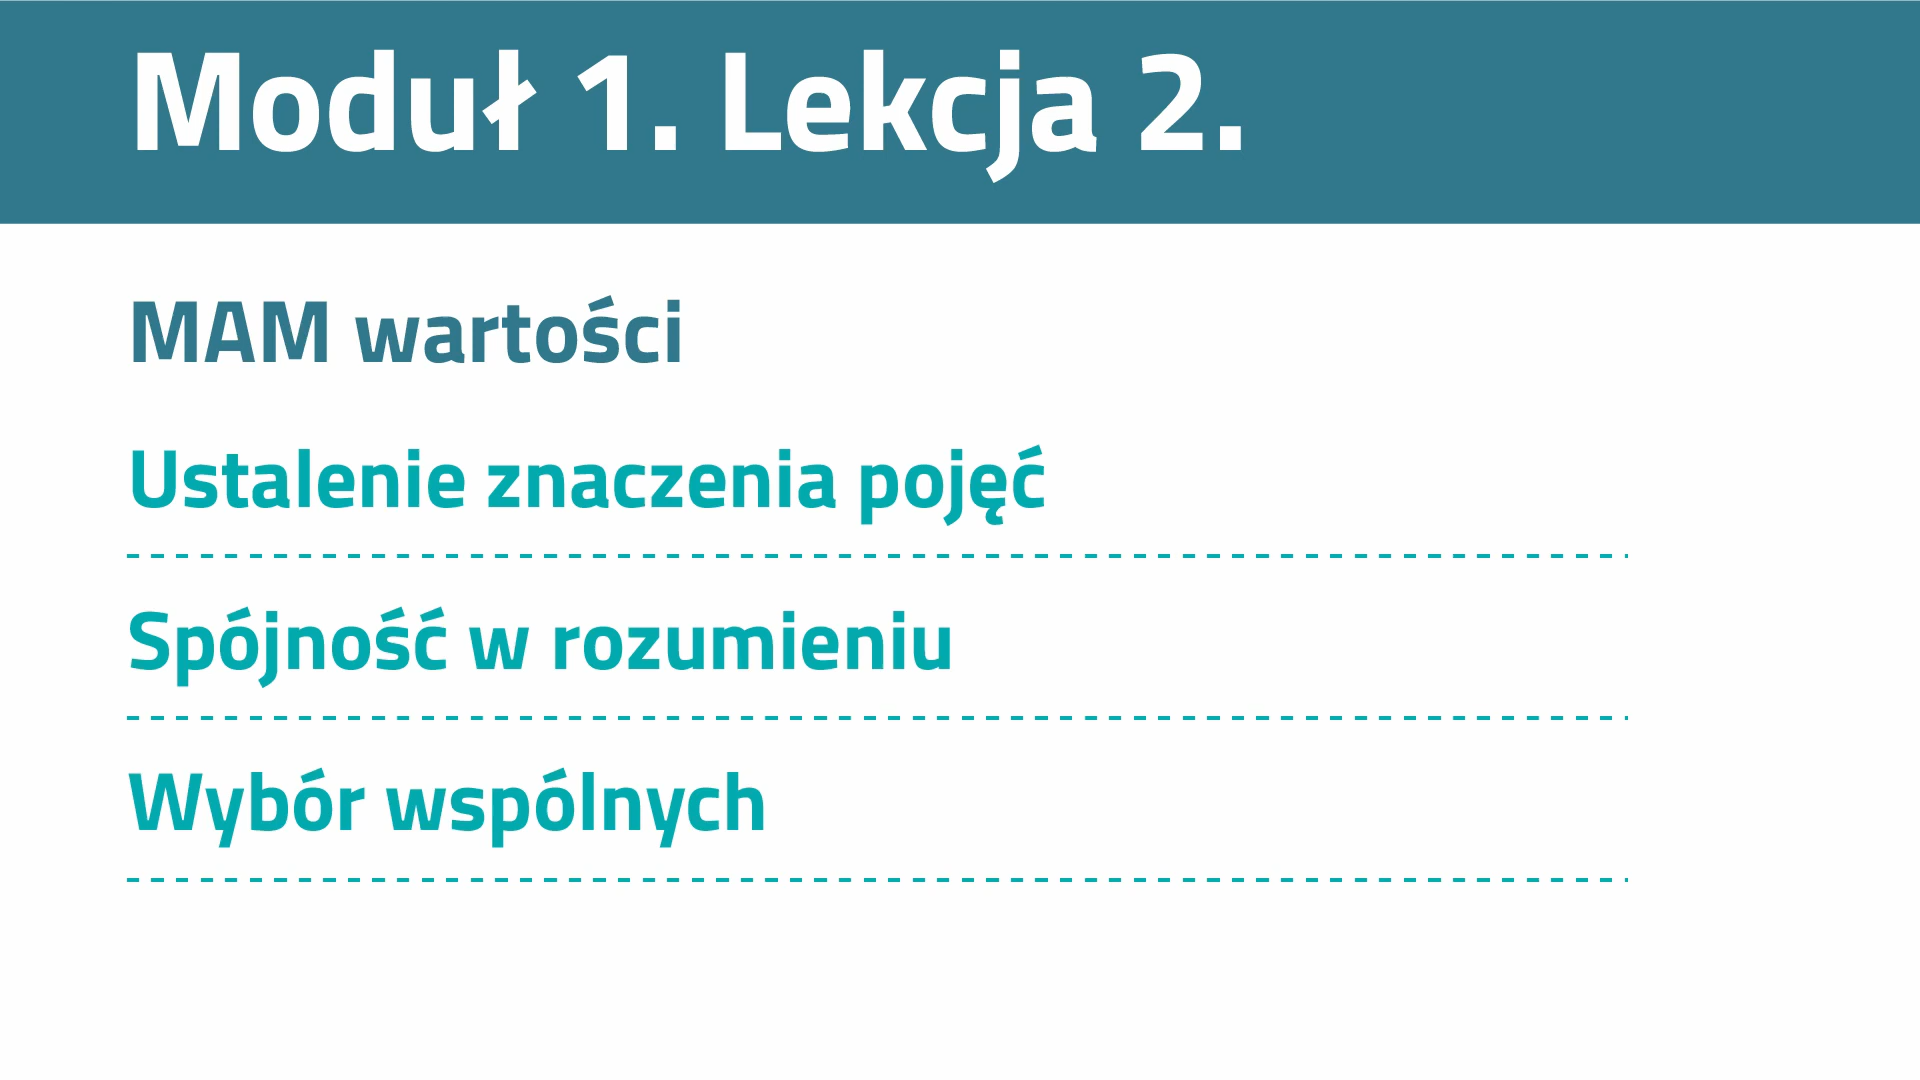 Moduł 1. Lekcja 2.
MAM wartości
Ustalenie znaczenia pojęć
Spójność w rozumieniu
Wybór wspólnych